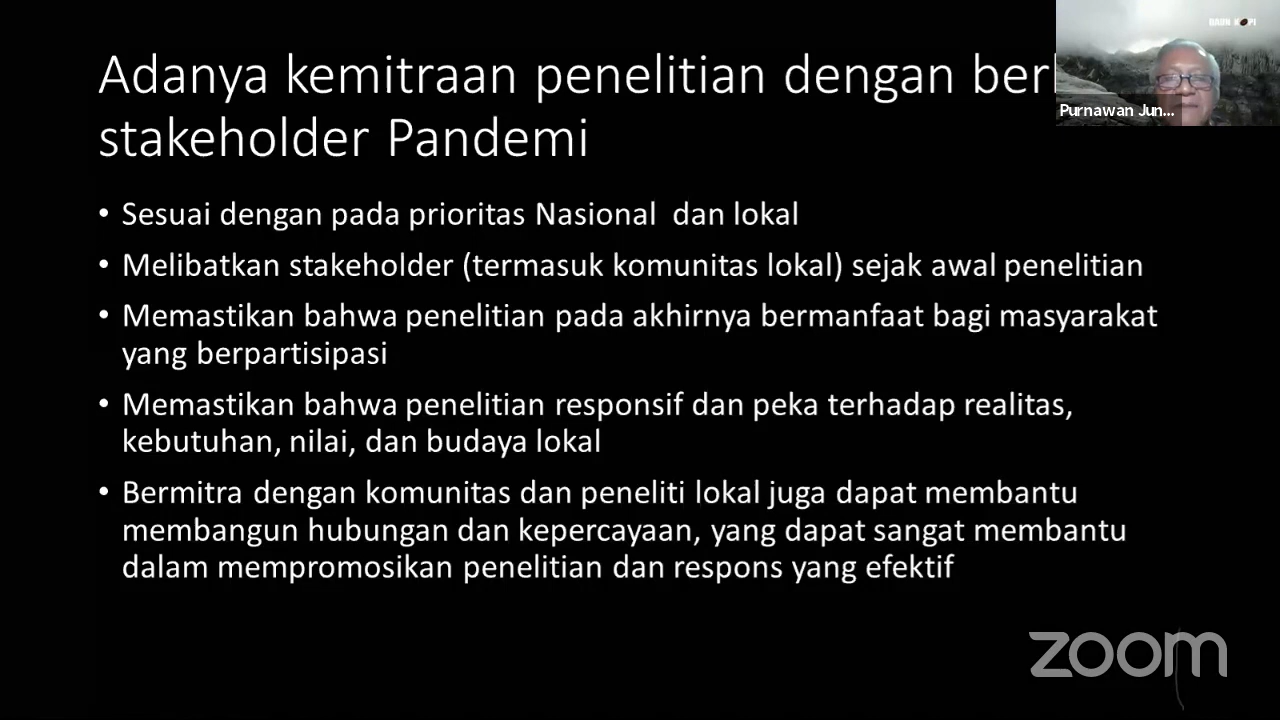 Adanya kemitraan penelitian dengan
stakeholder Pandemi
• Sesuai dengan pada prioritas Nasional dan lokal
• Melibatkan stakeholder (termasuk komunitas lokal) sejak awal penelitian
• Memastikan bahwa penelitian pada akhirnya bermanfaat bagi masyarakat
yang berpartisipasi
• Memastikan bahwa penelitian responsif dan peka terhadap realitas,
kebutuhan, nilai, dan budaya lokal
• Bermitra dengan komunitas dan peneliti lokal juga dapat membantu
membangun hubungan dan kepercayaan, yang dapat sangat membantu
dalam mempromosikan penelitian dan respons yang efektif
Purnawan Jun...
zoom